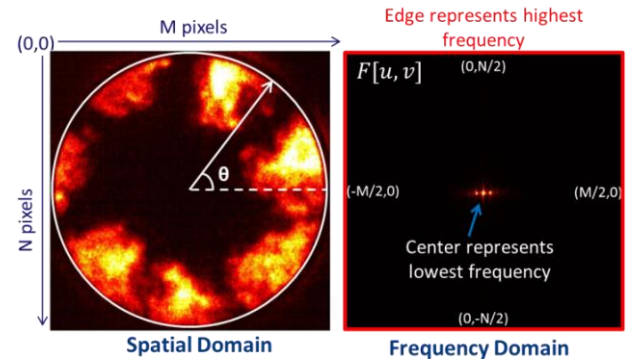 M pixels
(0,0)
N pixels
θ
Spatial Domain
Edge represents highest
frequency
F[u, v]
(0,N/2)
(-M/2,0)
(M/2,0)
Center represents
lowest frequency
(0,-N/2)
Frequency Domain